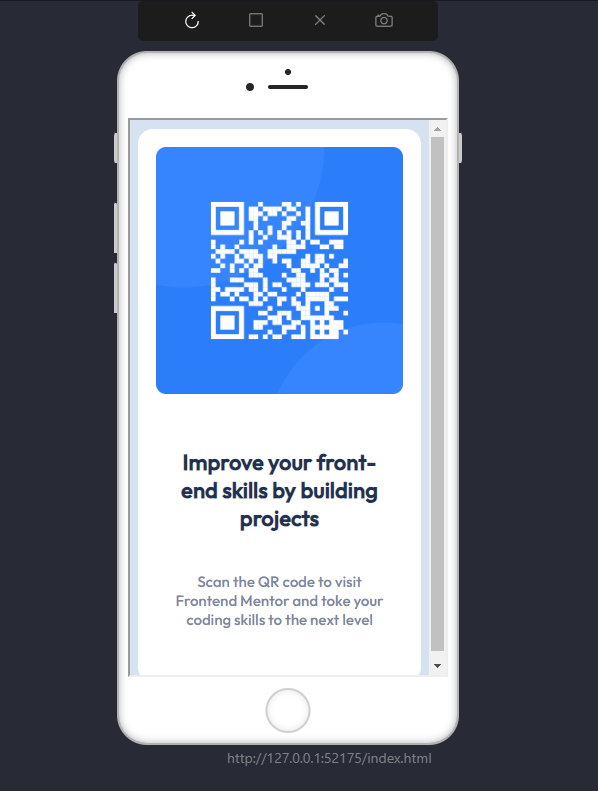 Improve your front-
end skills by building
projects
Scan the QR code to visit
Frontend Mentor and toke your
coding skills to the next level
http://127.0.0.1:52175/index.html